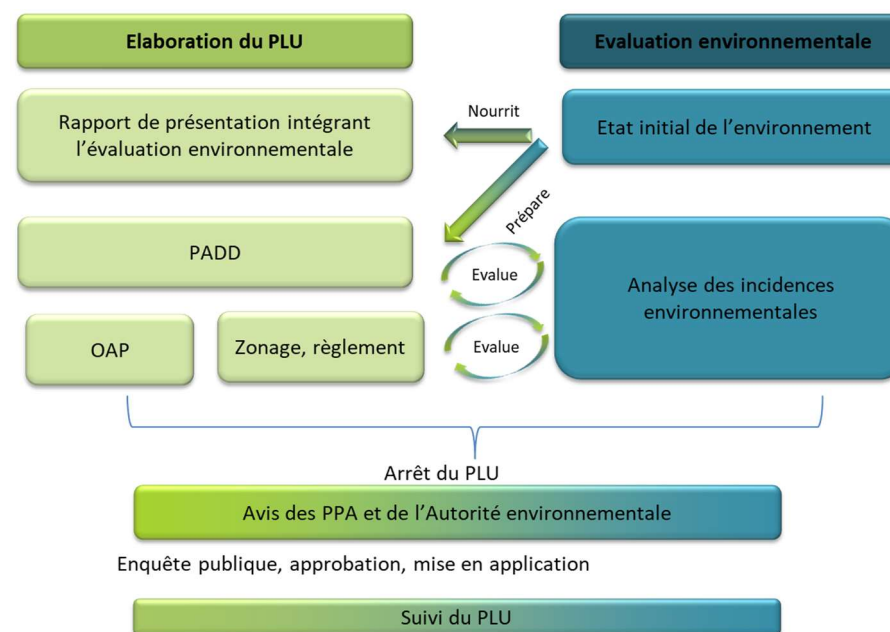 Elaboration du PLU
Evaluation environnementale
Rapport de présentation intégrant
l'évaluation environnementale
Nourrit
Etat initial de l'environnement
Prépare
PADD
Evalue
Analyse des incidences
environnementales
OAP
Zonage, règlement
Evalue
Arrêt du PLU
Avis des PPA et de l'Autorité environnementale
Enquête publique, approbation, mise en application
Suivi du PLU